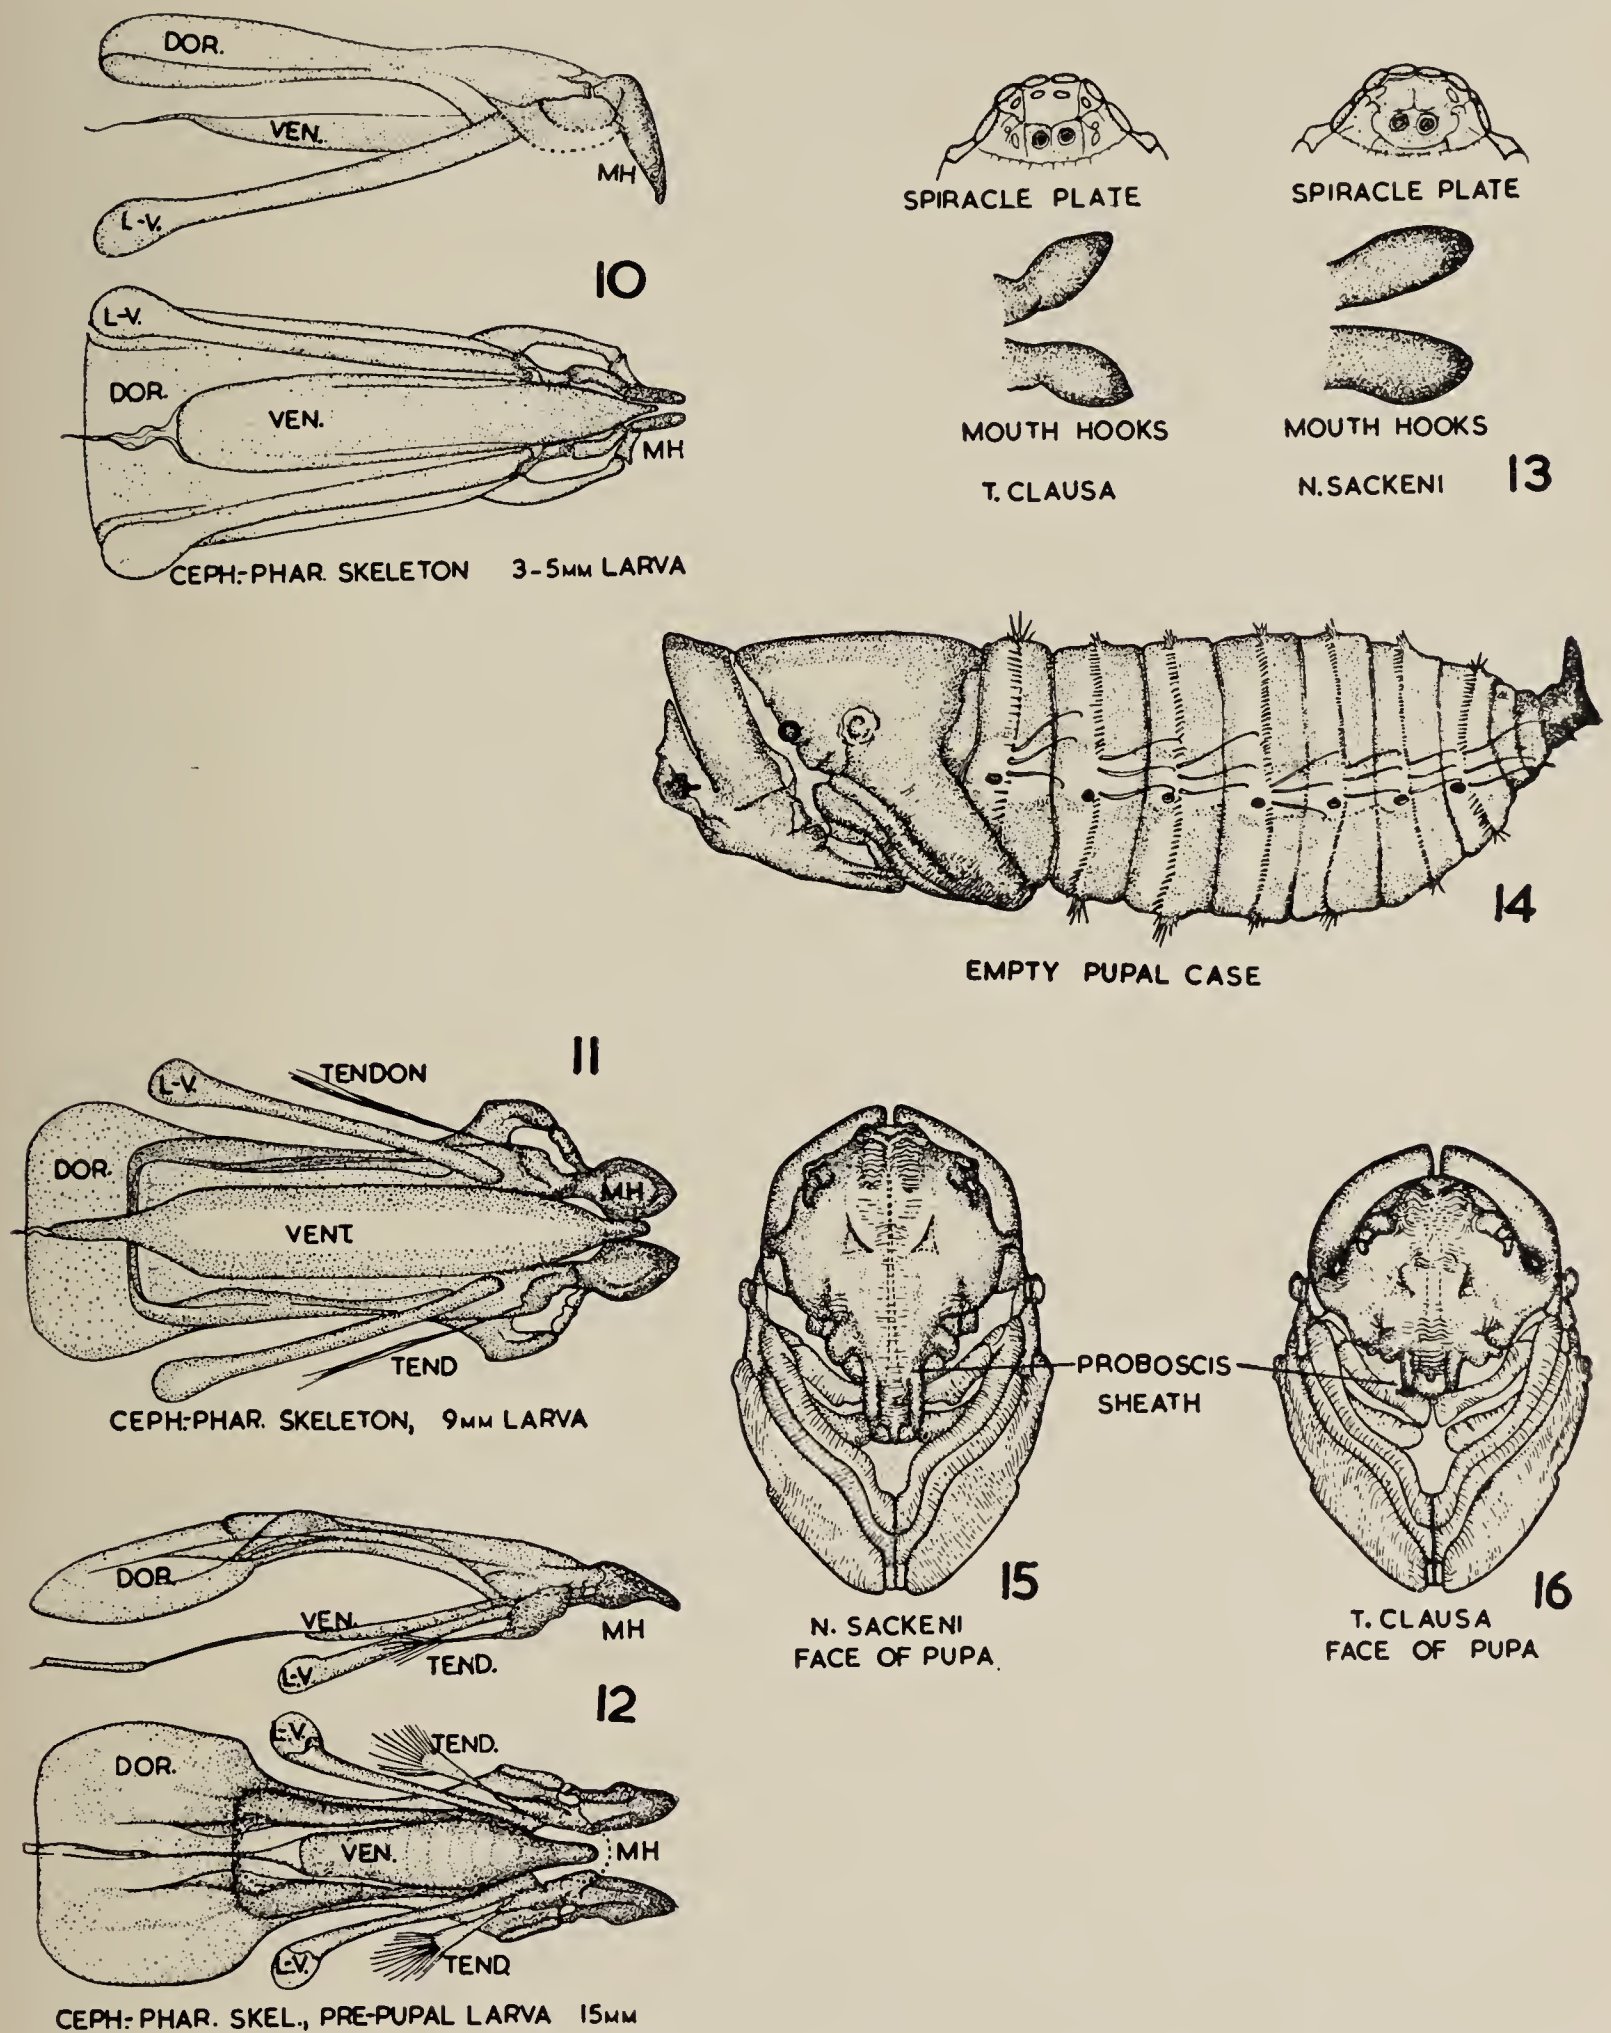 DOR.
VEN.
MH
L-V.
10
L-V.
DOR.
VEN.
MH
CEPH.-PHAR. SKELETON 3-5MM LARVA
SPIRACLE PLATE
SPIRACLE PLATE
MOUTH HOOKS
MOUTH HOOKS
T. CLAUSA
N. SACKENI
13
14
EMPTY PUPAL CASE
11
TENDON
L-V.
DOR.
MH
VENT.
TEND
CEPH.-PHAR. SKELETON, 9MM LARVA
DOR.
VEN.
MH
L-V.
TEND.
12
L-V.
TEND.
DOR.
VEN.
MH
L-V.
TEND
CEPH.-PHAR. SKEL., PRE-PUPAL LARVA 15MM
PROBOSCIS
SHEATH
15
N. SACKENI
FACE OF PUPA.
16
T. CLAUSA
FACE OF PUPA